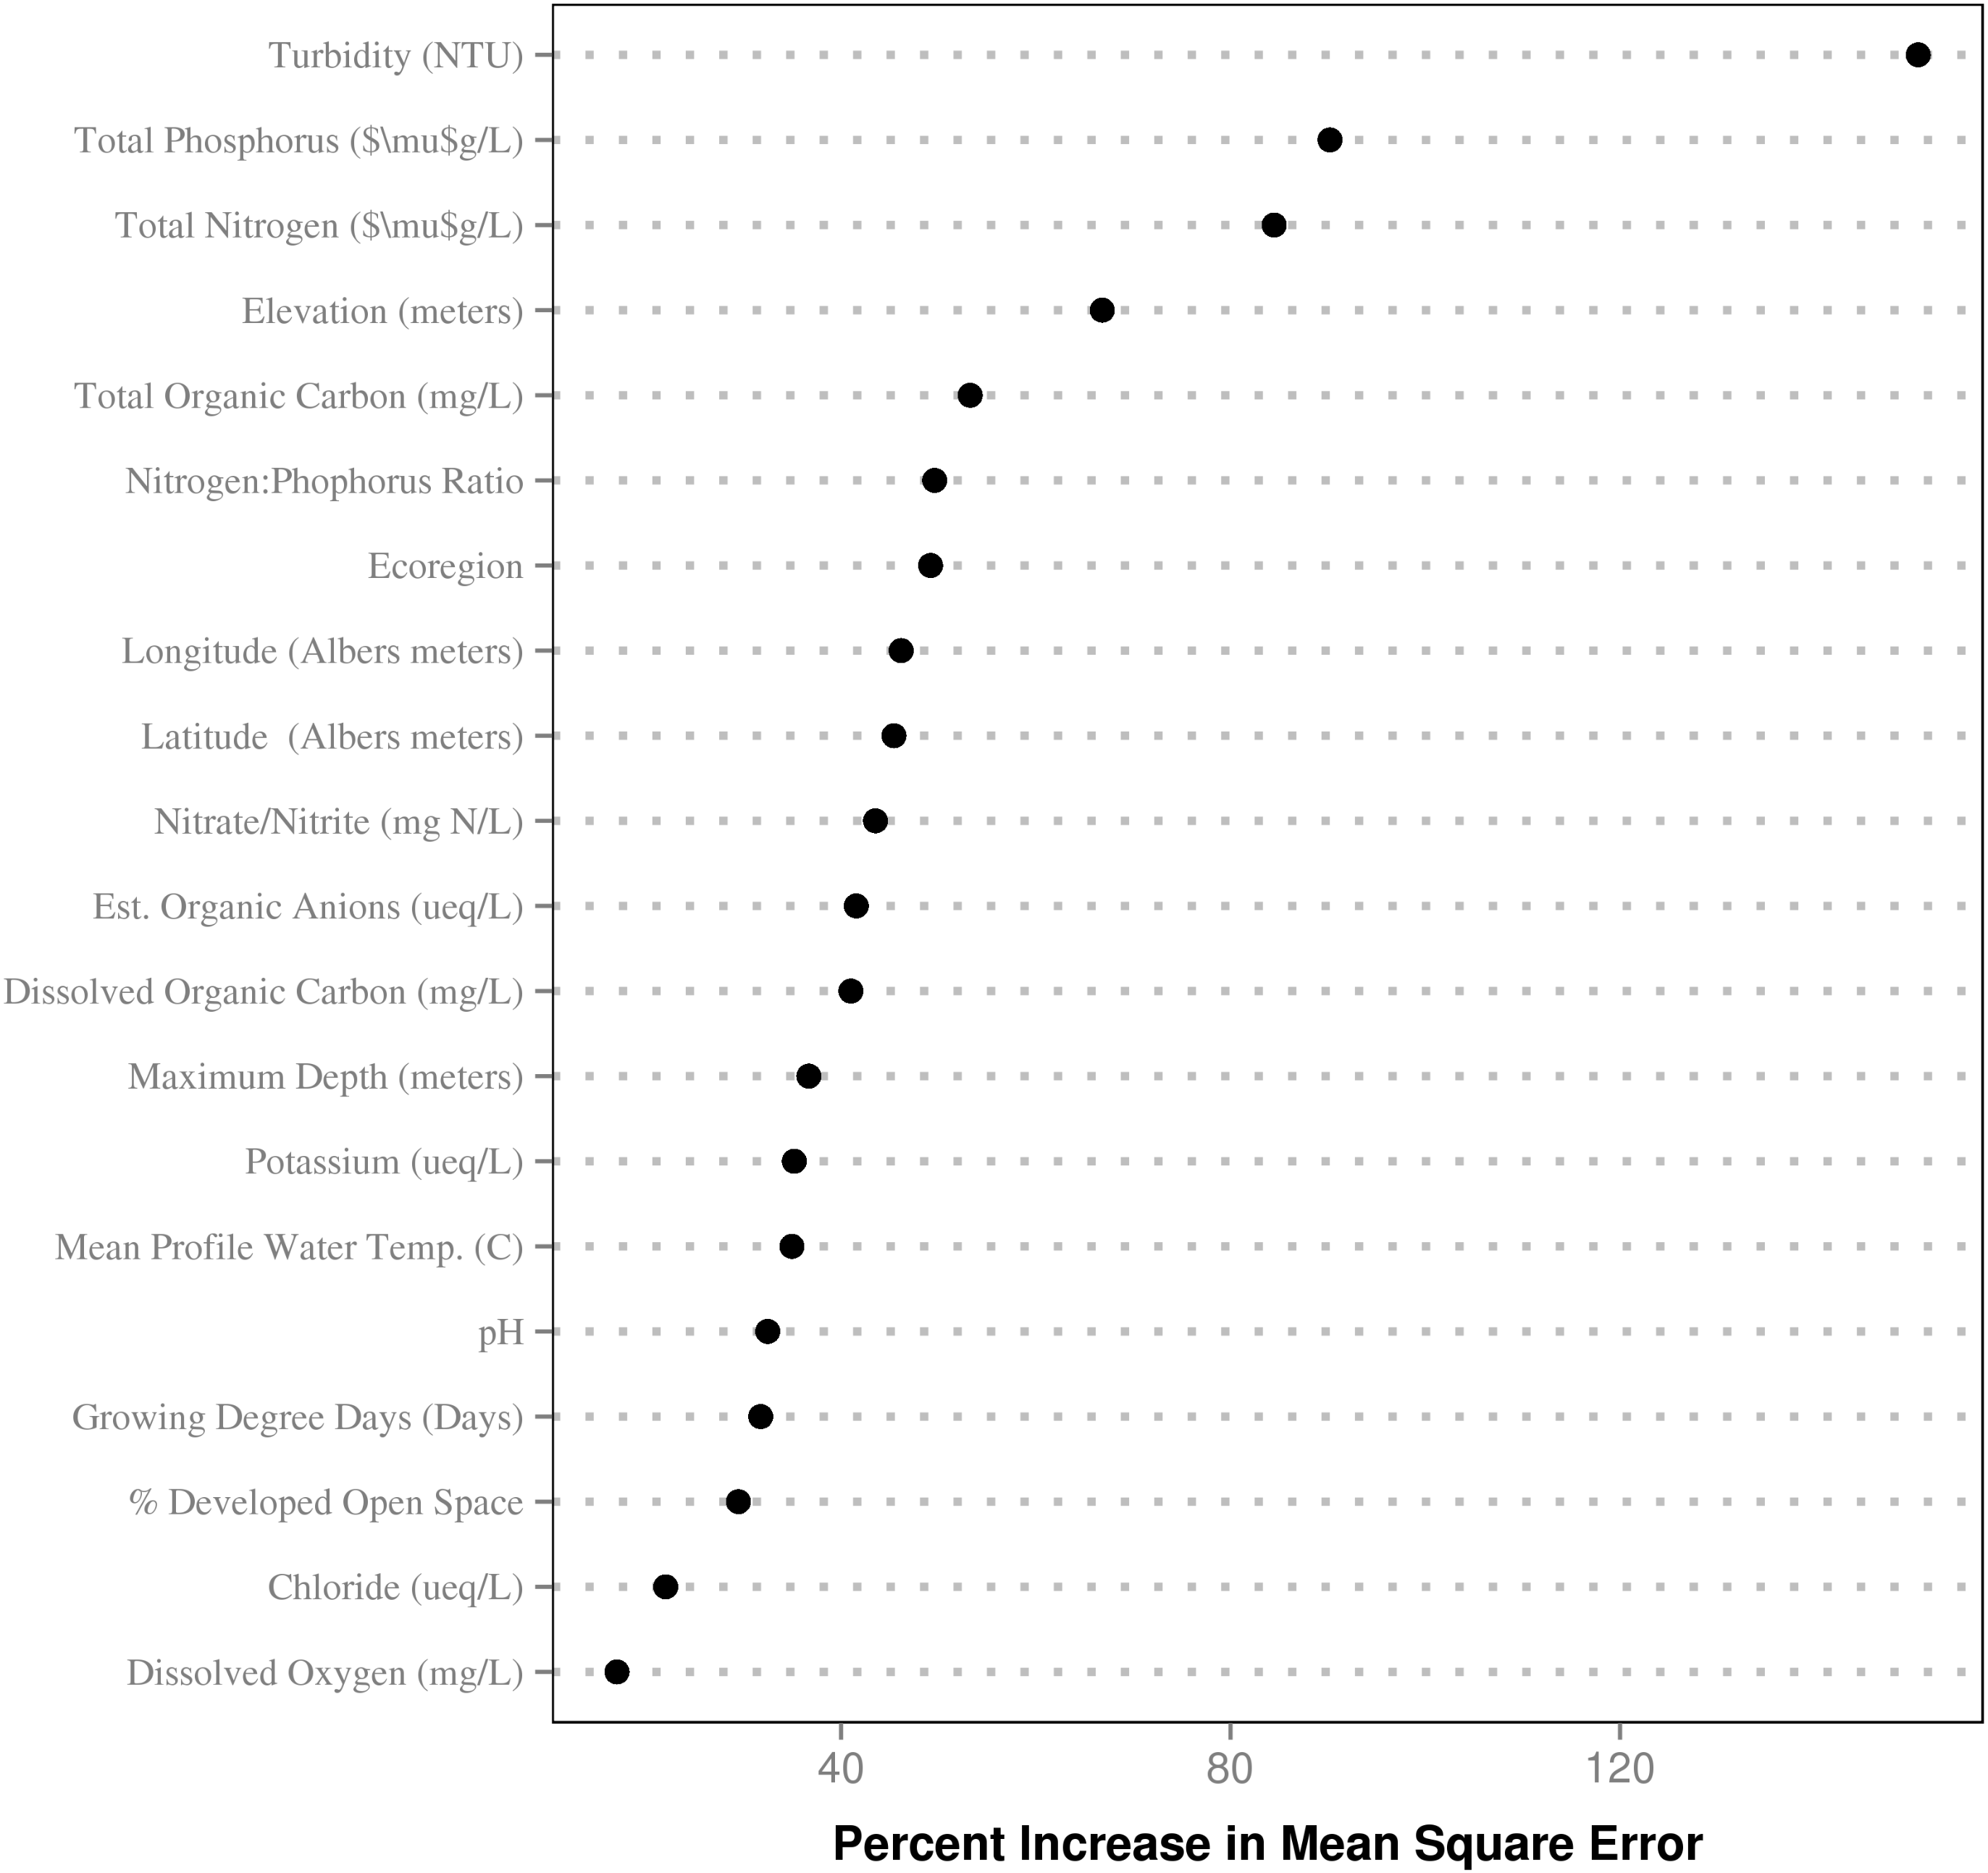 Turbidity (NTU)
Total Phosphorus ($\mu$g/L)
Total Nitrogen ($\mu$g/L)
Elevation (meters)
Total Organic Carbon (mg/L)
Nitrogen:Phophorus Ratio
Ecoregion
Longitude (Albers meters)
Latitude  (Albers meters)
Nitrate/Nitrite (mg N/L)
Est. Organic Anions (ueq/L)
Dissolved Organic Carbon (mg/L)
Maximum Depth (meters)
Potassium (ueq/L)
Mean Profile Water Temp. (C)
pH
Growing Degree Days (Days)
% Developed Open Space
Chloride (ueq/L)
Dissolved Oxygen (mg/L)
40 80 120
Percent Increase in Mean Square Error